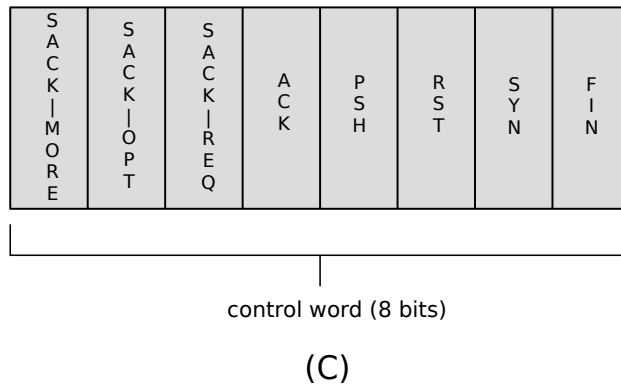 SACK|MORE
SACK|OPT
SACK|REQ
ACK
PSH
RST
SYN
FIN
control word (8 bits)
(C)